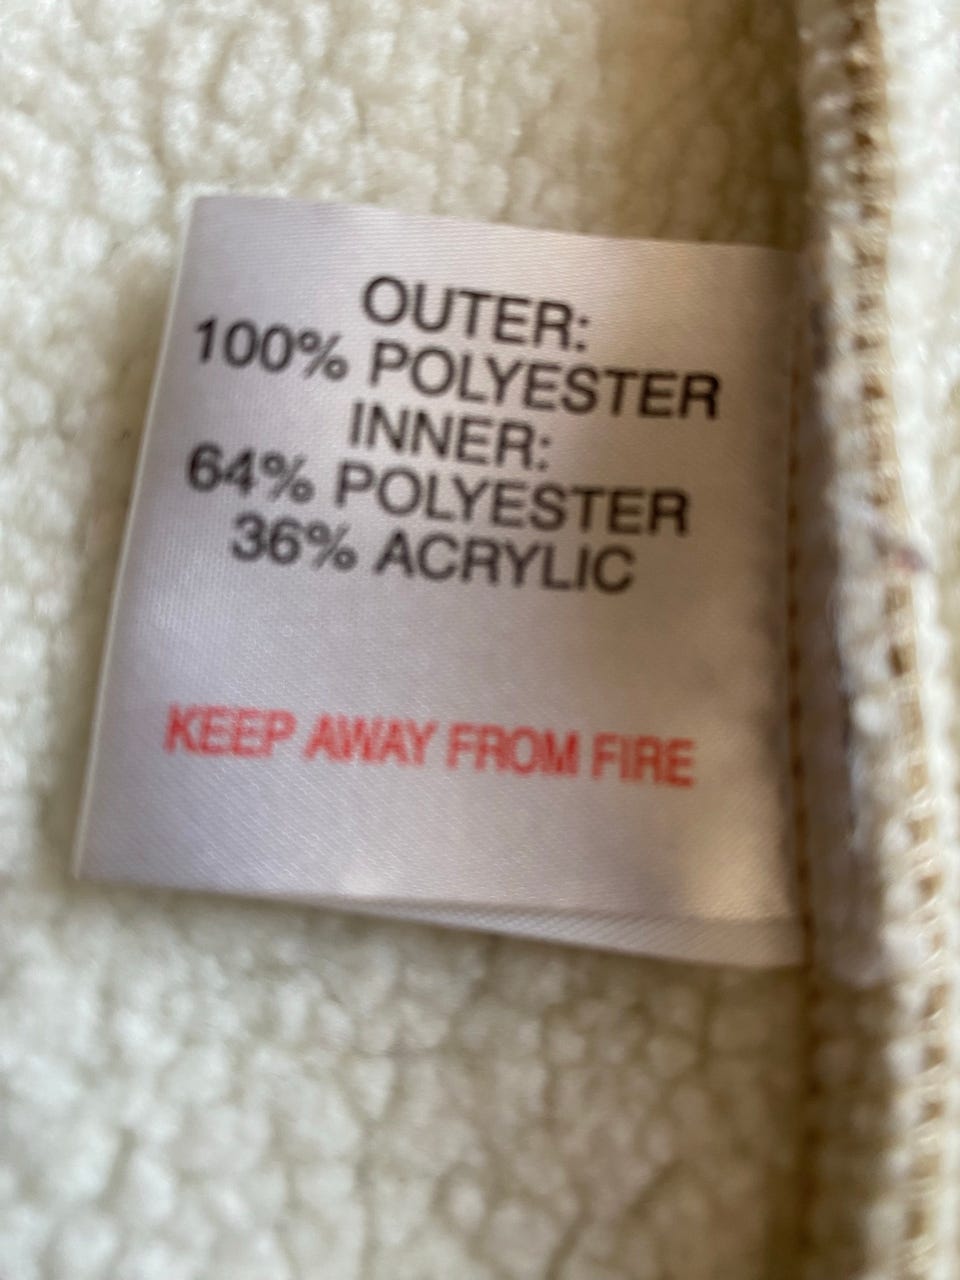 OUTER:
100% POLYESTER
INNER:
64% POLYESTER
36% ACRYLIC
KEEP AWAY FROM FIRE